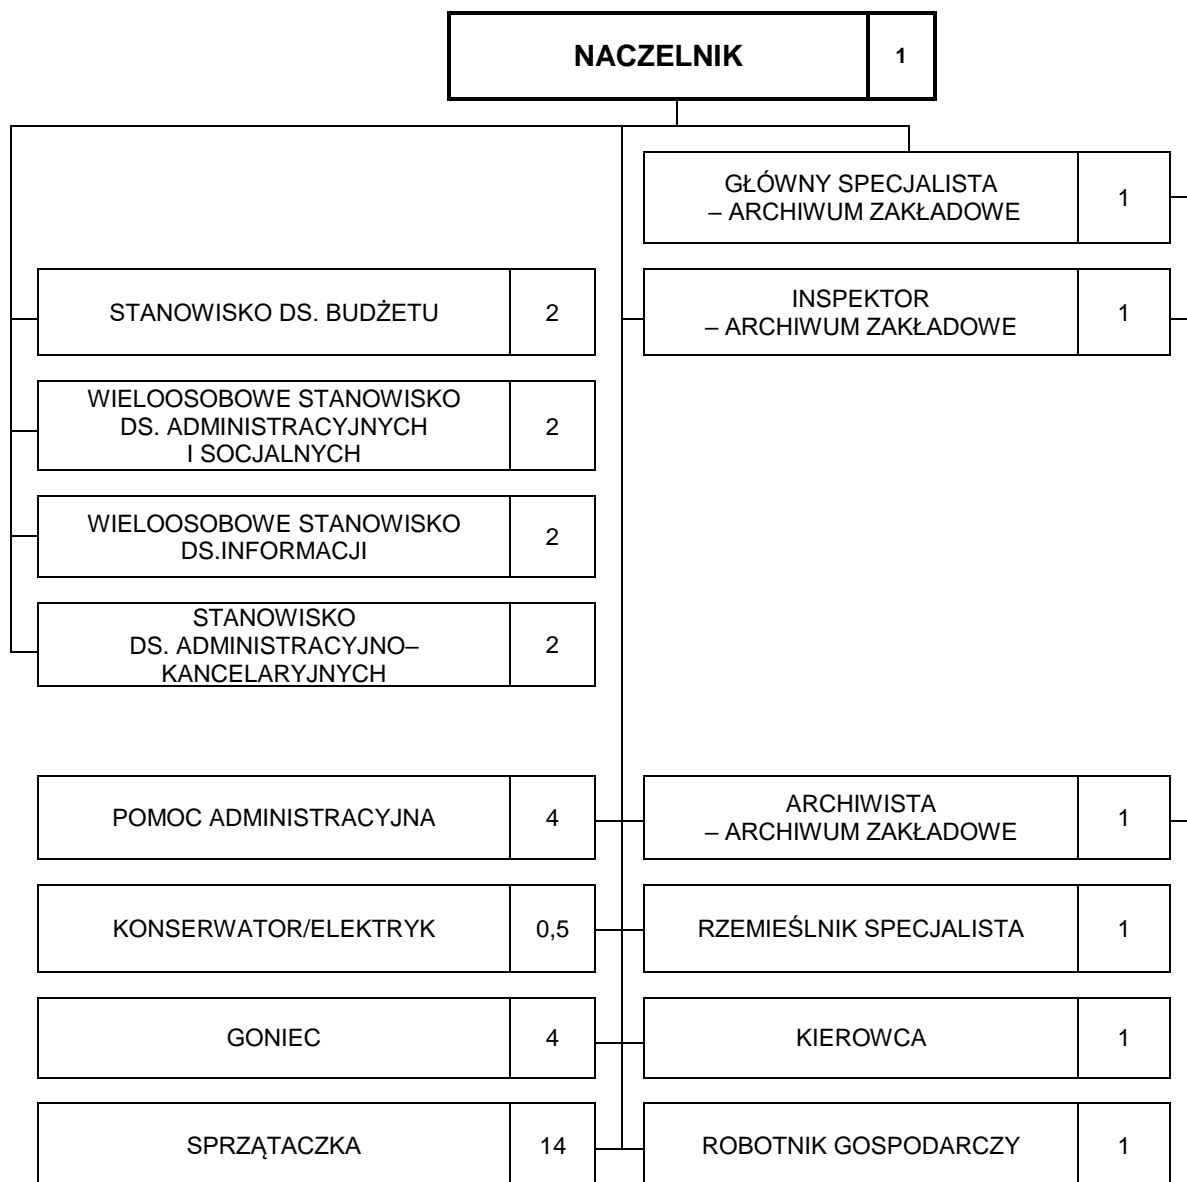 NACZELNIK 1
GŁÓWNY SPECJALISTA
– ARCHIWUM ZAKŁADOWE 1
STANOWISKO DS. BUDŻETU 2
INSPEKTOR
– ARCHIWUM ZAKŁADOWE 1
WIELOOSOBOWE STANOWISKO
DS. ADMINISTRACYJNYCH
I SOCJALNYCH 2
WIELOOSOBOWE STANOWISKO
DS.INFORMACJI 2
STANOWISKO
DS. ADMINISTRACYJNO–
KANCELARYJNYCH 2
POMOC ADMINISTRACYJNA 4
ARCHIWISTA
– ARCHIWUM ZAKŁADOWE 1
KONSERWATOR/ELEKTRYK 0,5
RZEMIEŚLNIK SPECJALISTA 1
GONIEC 4
KIEROWCA 1
SPRZĄTACZKA 14
ROBOTNIK GOSPODARCZY 1